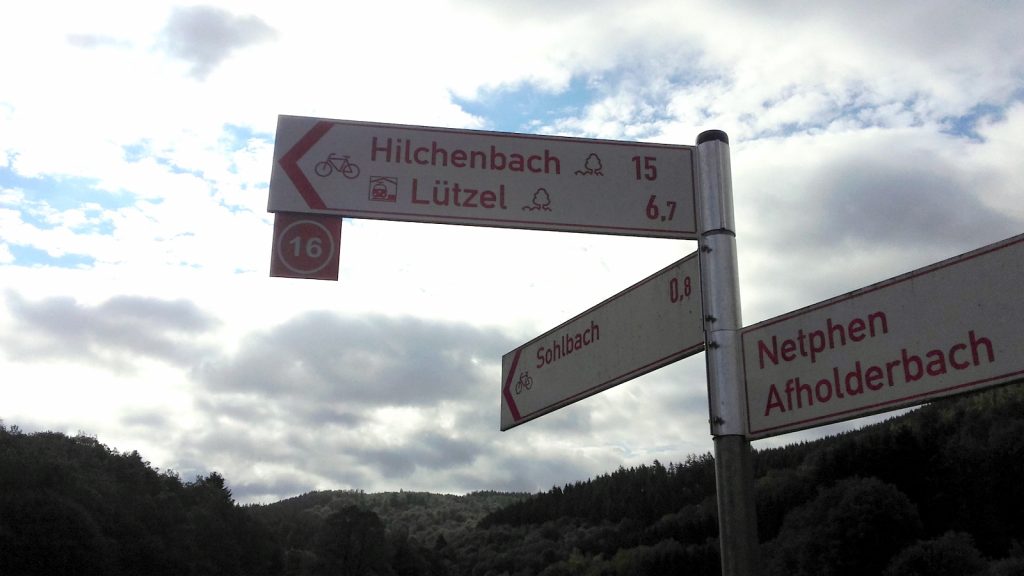 Hilchenbach 15
Lützel 6,7
16
Sohlbach 0,8
Netphen
Afholderbach